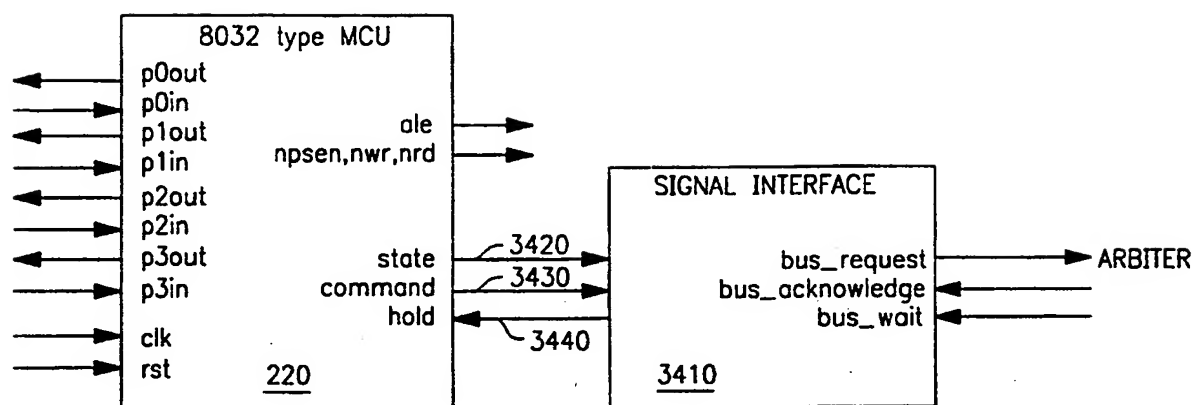 8032 type MCU
p0out
p0in
p1out
p1in
p2out
p2in
p3out
p3in
clk
rst
ale
npsen,nwr,nrd
state
command
hold
220
3420
3430
3440
SIGNAL INTERFACE
bus_request
bus_acknowledge
bus_wait
3410
ARBITER